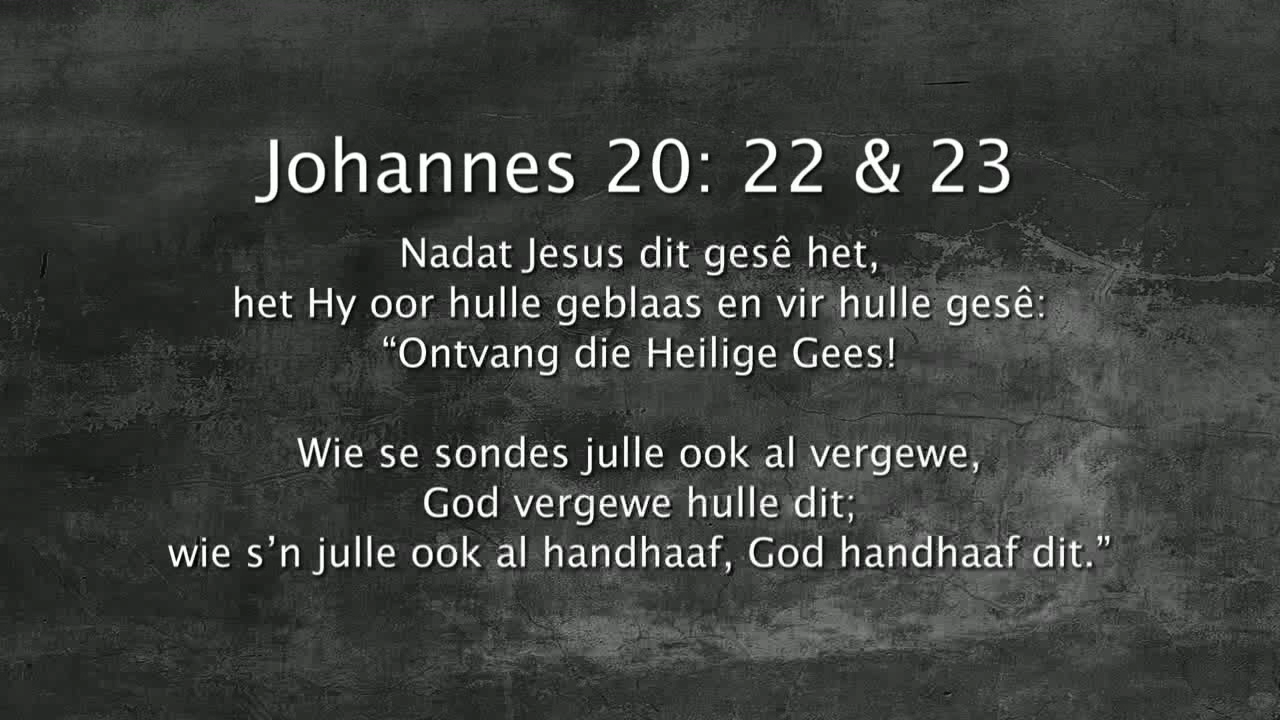 Johannes 20: 22 & 23
Nadat Jesus dit gesê het,
het Hy oor hulle geblaas en vir hulle gesê:
“Ontvang die Heilige Gees!
Wie se sondes julle ook al vergewe,
God vergewe hulle dit;
wie s’n julle ook al handhaaf, God handhaaf dit.”